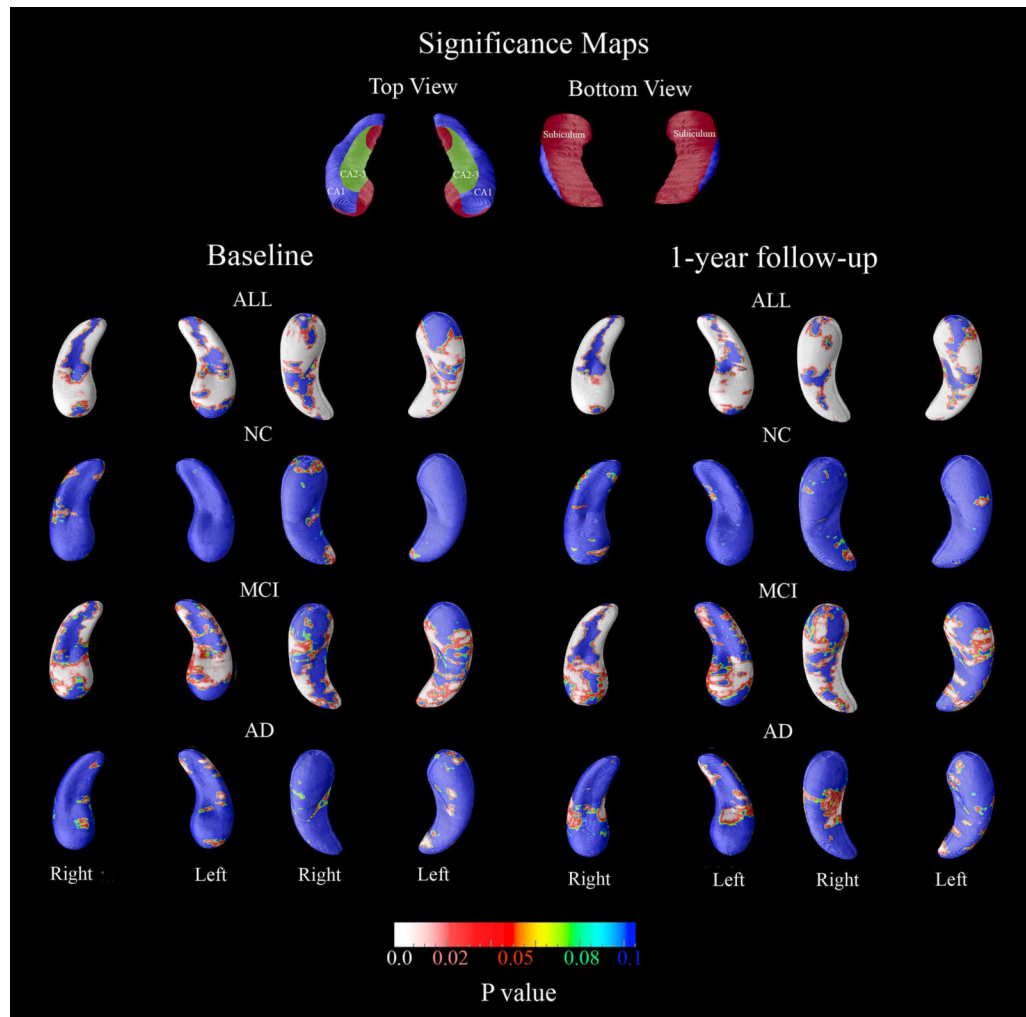 Significance Maps
Top View Bottom View
Subiculum Subiculum
CA2-3 CA2-3
CA1 CA1
Baseline 1-year follow-up
ALL ALL
NC NC
MCI MCI
AD AD
Right Left Right Left Right Left Right Left
0.0 0.02 0.05 0.08 0.1
P value